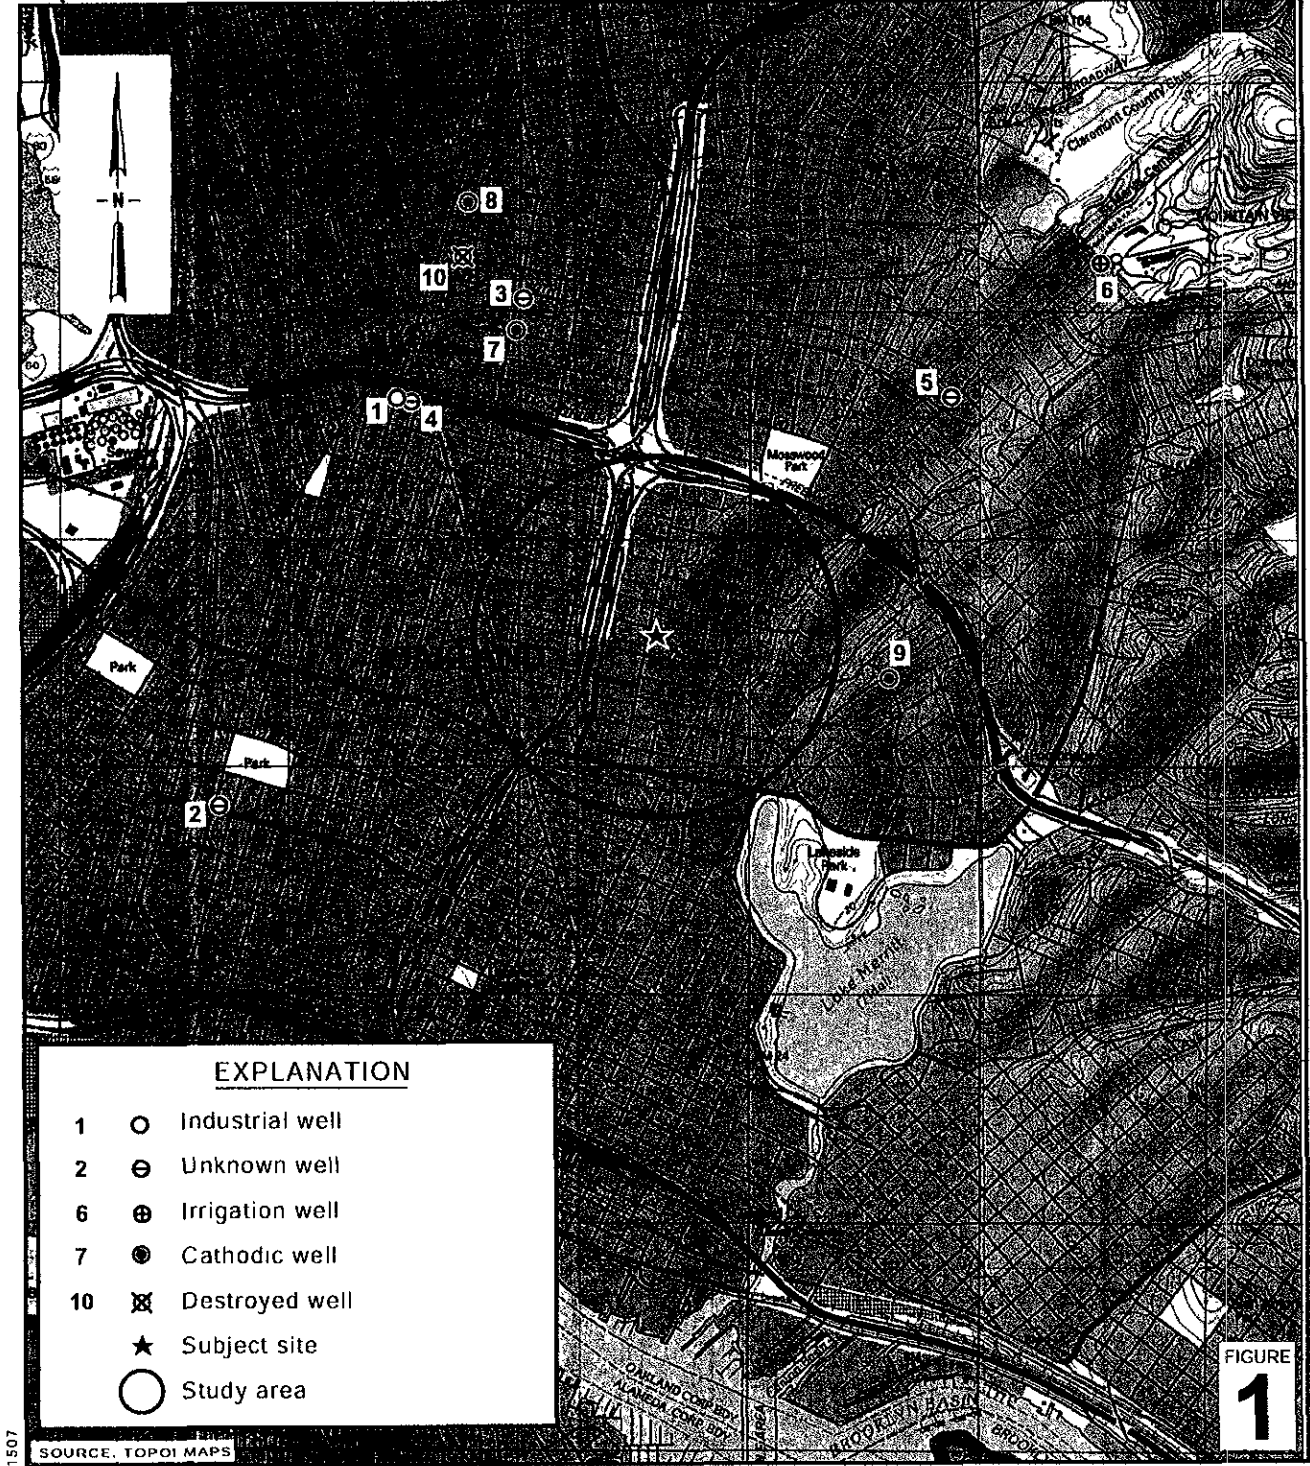 BROADWAY
Claremont Country Club
- N -
8
10
3
7
6
5
1
4
Mosswood
Park
9
Park
Park
2
Lakeside
Park
Lake Merritt
(Tidal)
EXPLANATION
1 Industrial well
2 Unknown well
6 Irrigation well
7 Cathodic well
10 Destroyed well
Subject site
Study area
OAKLAND CORP BDY
ALAMEDA CORP BDY
BROOKLYN BASIN
FIGURE
1
1507
SOURCE. TOPO! MAPS